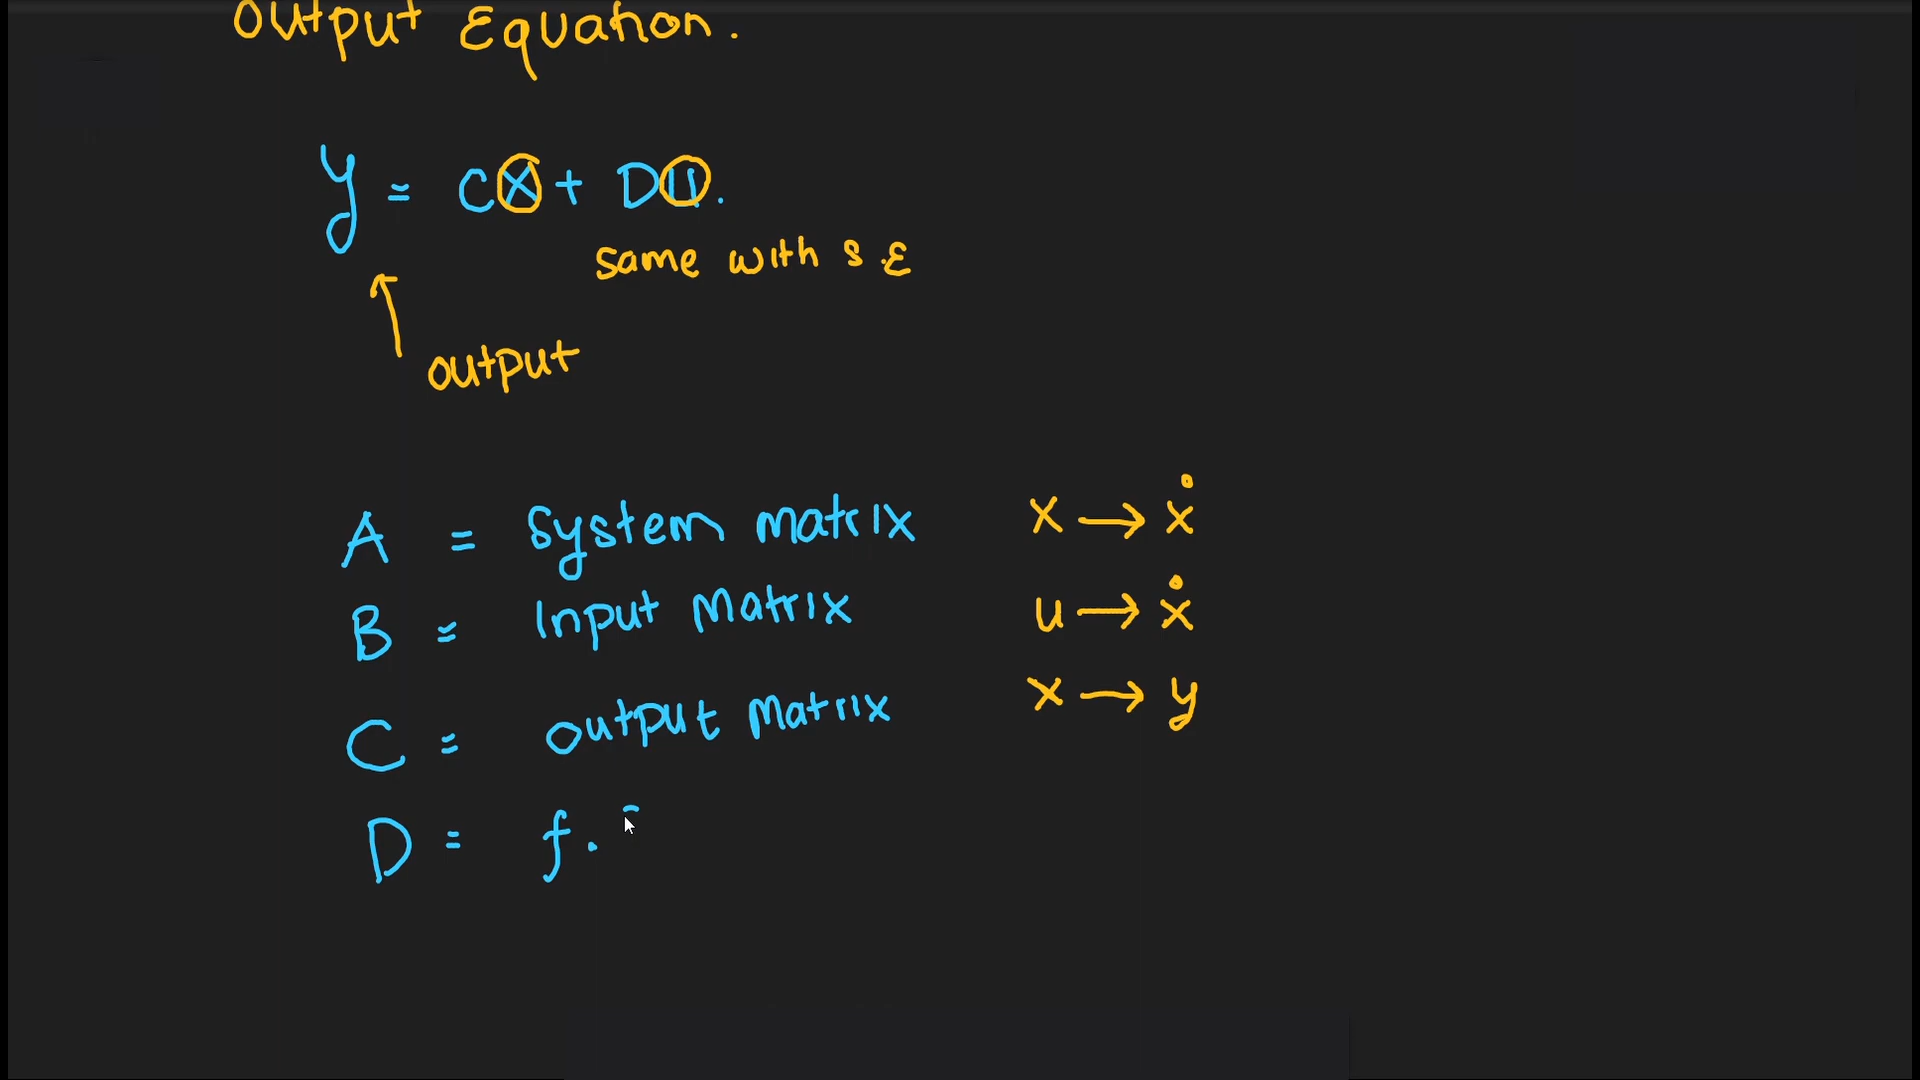 Output Equation.
y = Cx + Du.
same with S.E
output
A = System matrix x → ẋ
B = Input Matrix u → ẋ
C = output Matrix x → y
D = f.